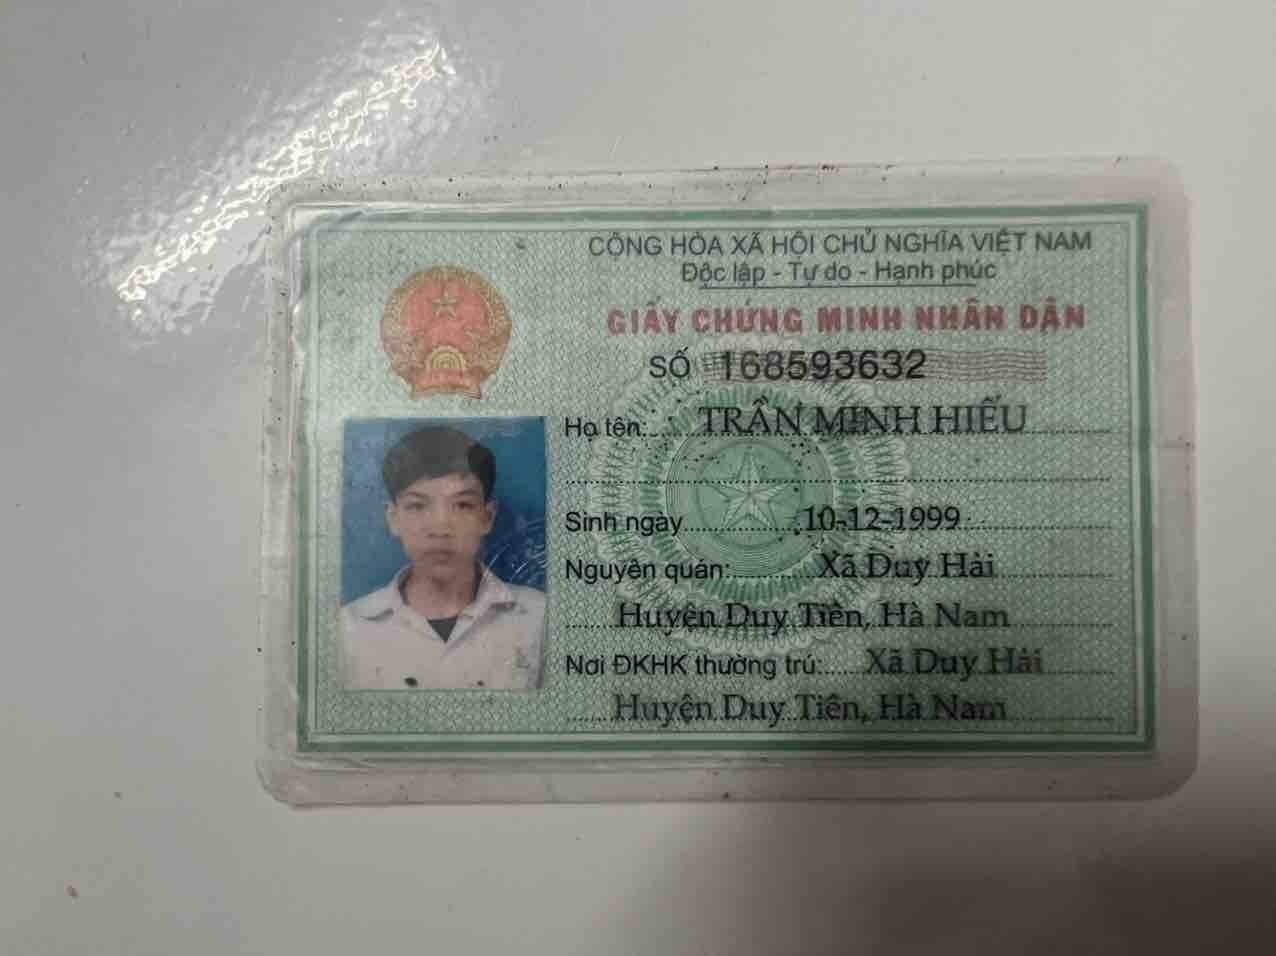 CỘNG HÒA XÃ HỘI CHỦ NGHĨA VIỆT NAM
Độc lập - Tự do - Hạnh phúc
GIẤY CHỨNG MINH NHÂN DÂN
SỐ 168593632
Họ tên: TRẦN MINH HIẾU
Sinh ngày 10-12-1999
Nguyên quán: Xã Duy Hải
Huyện Duy Tiên, Hà Nam
Nơi ĐKHK thường trú: Xã Duy Hải
Huyện Duy Tiên, Hà Nam